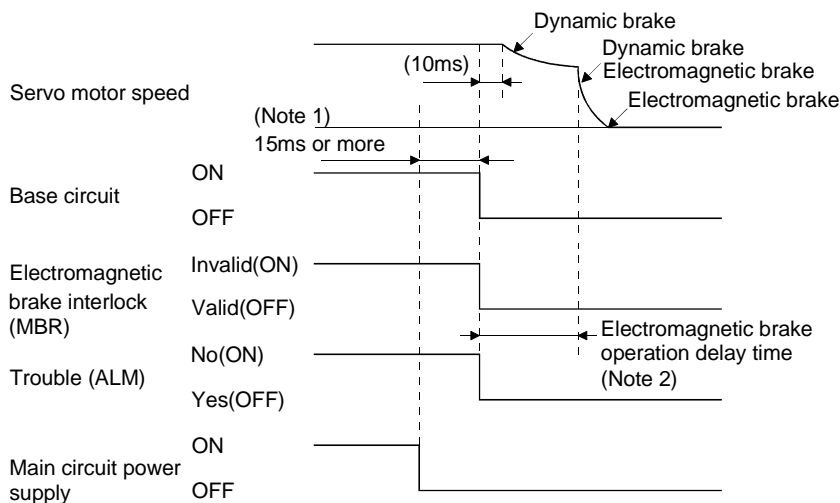 Dynamic brake
Dynamic brake
Electromagnetic brake
(10ms)
Servo motor speed
Electromagnetic brake
(Note 1)
15ms or more
ON
Base circuit
OFF
Electromagnetic
brake interlock
(MBR)
Invalid(ON)
Valid(OFF)
Electromagnetic brake
operation delay time
(Note 2)
No(ON)
Trouble (ALM)
Yes(OFF)
ON
Main circuit power
supply
OFF